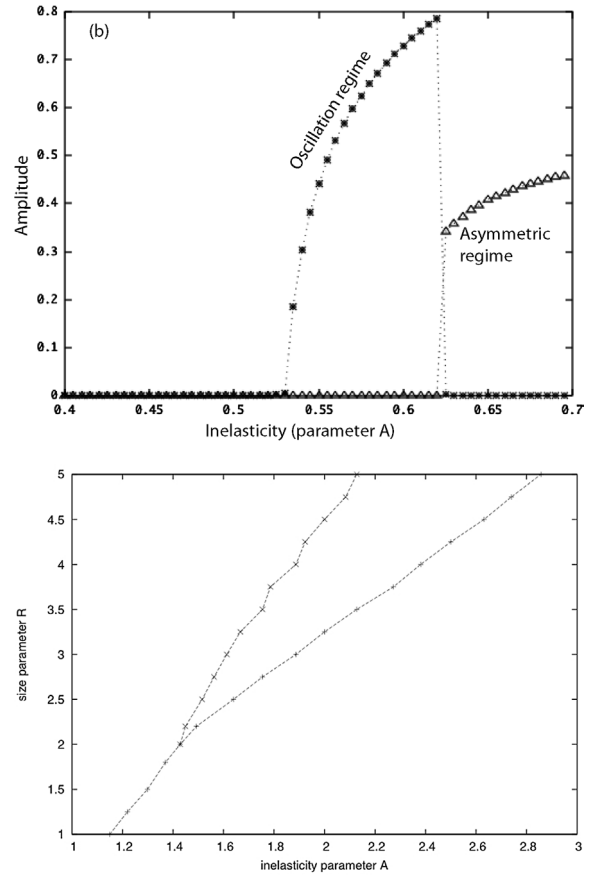 (b)
0.8
0.7
0.6
0.5
0.4
0.3
0.2
0.1
0
Amplitude
Oscillation regime
Asymmetric
regime
0.4 0.45 0.5 0.55 0.6 0.65 0.7
Inelasticity (parameter A)
5
4.5
4
3.5
3
2.5
2
1.5
1
size parameter R
1 1.2 1.4 1.6 1.8 2 2.2 2.4 2.6 2.8 3
inelasticity parameter A